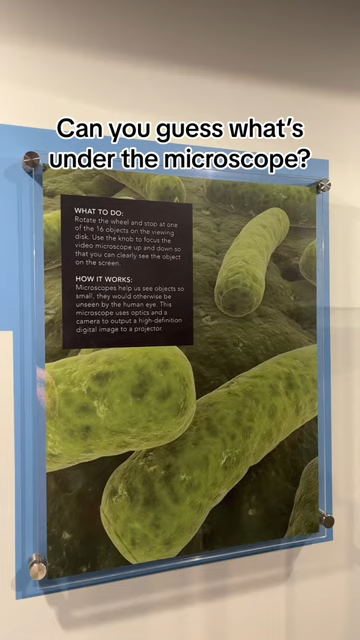 Can you guess what's
under the microscope?
WHAT TO DO:
Rotate the wheel and stop at one
of the 16 objects on the viewing
disk. Use the knob to focus the
video microscope up and down so
that you can clearly see the object
on the screen.
HOW IT WORKS:
Microscopes help us see objects so
small, they would otherwise be
unseen by the human eye. This
microscope uses optics and a
camera to output a high-definition
digital image to a projector.